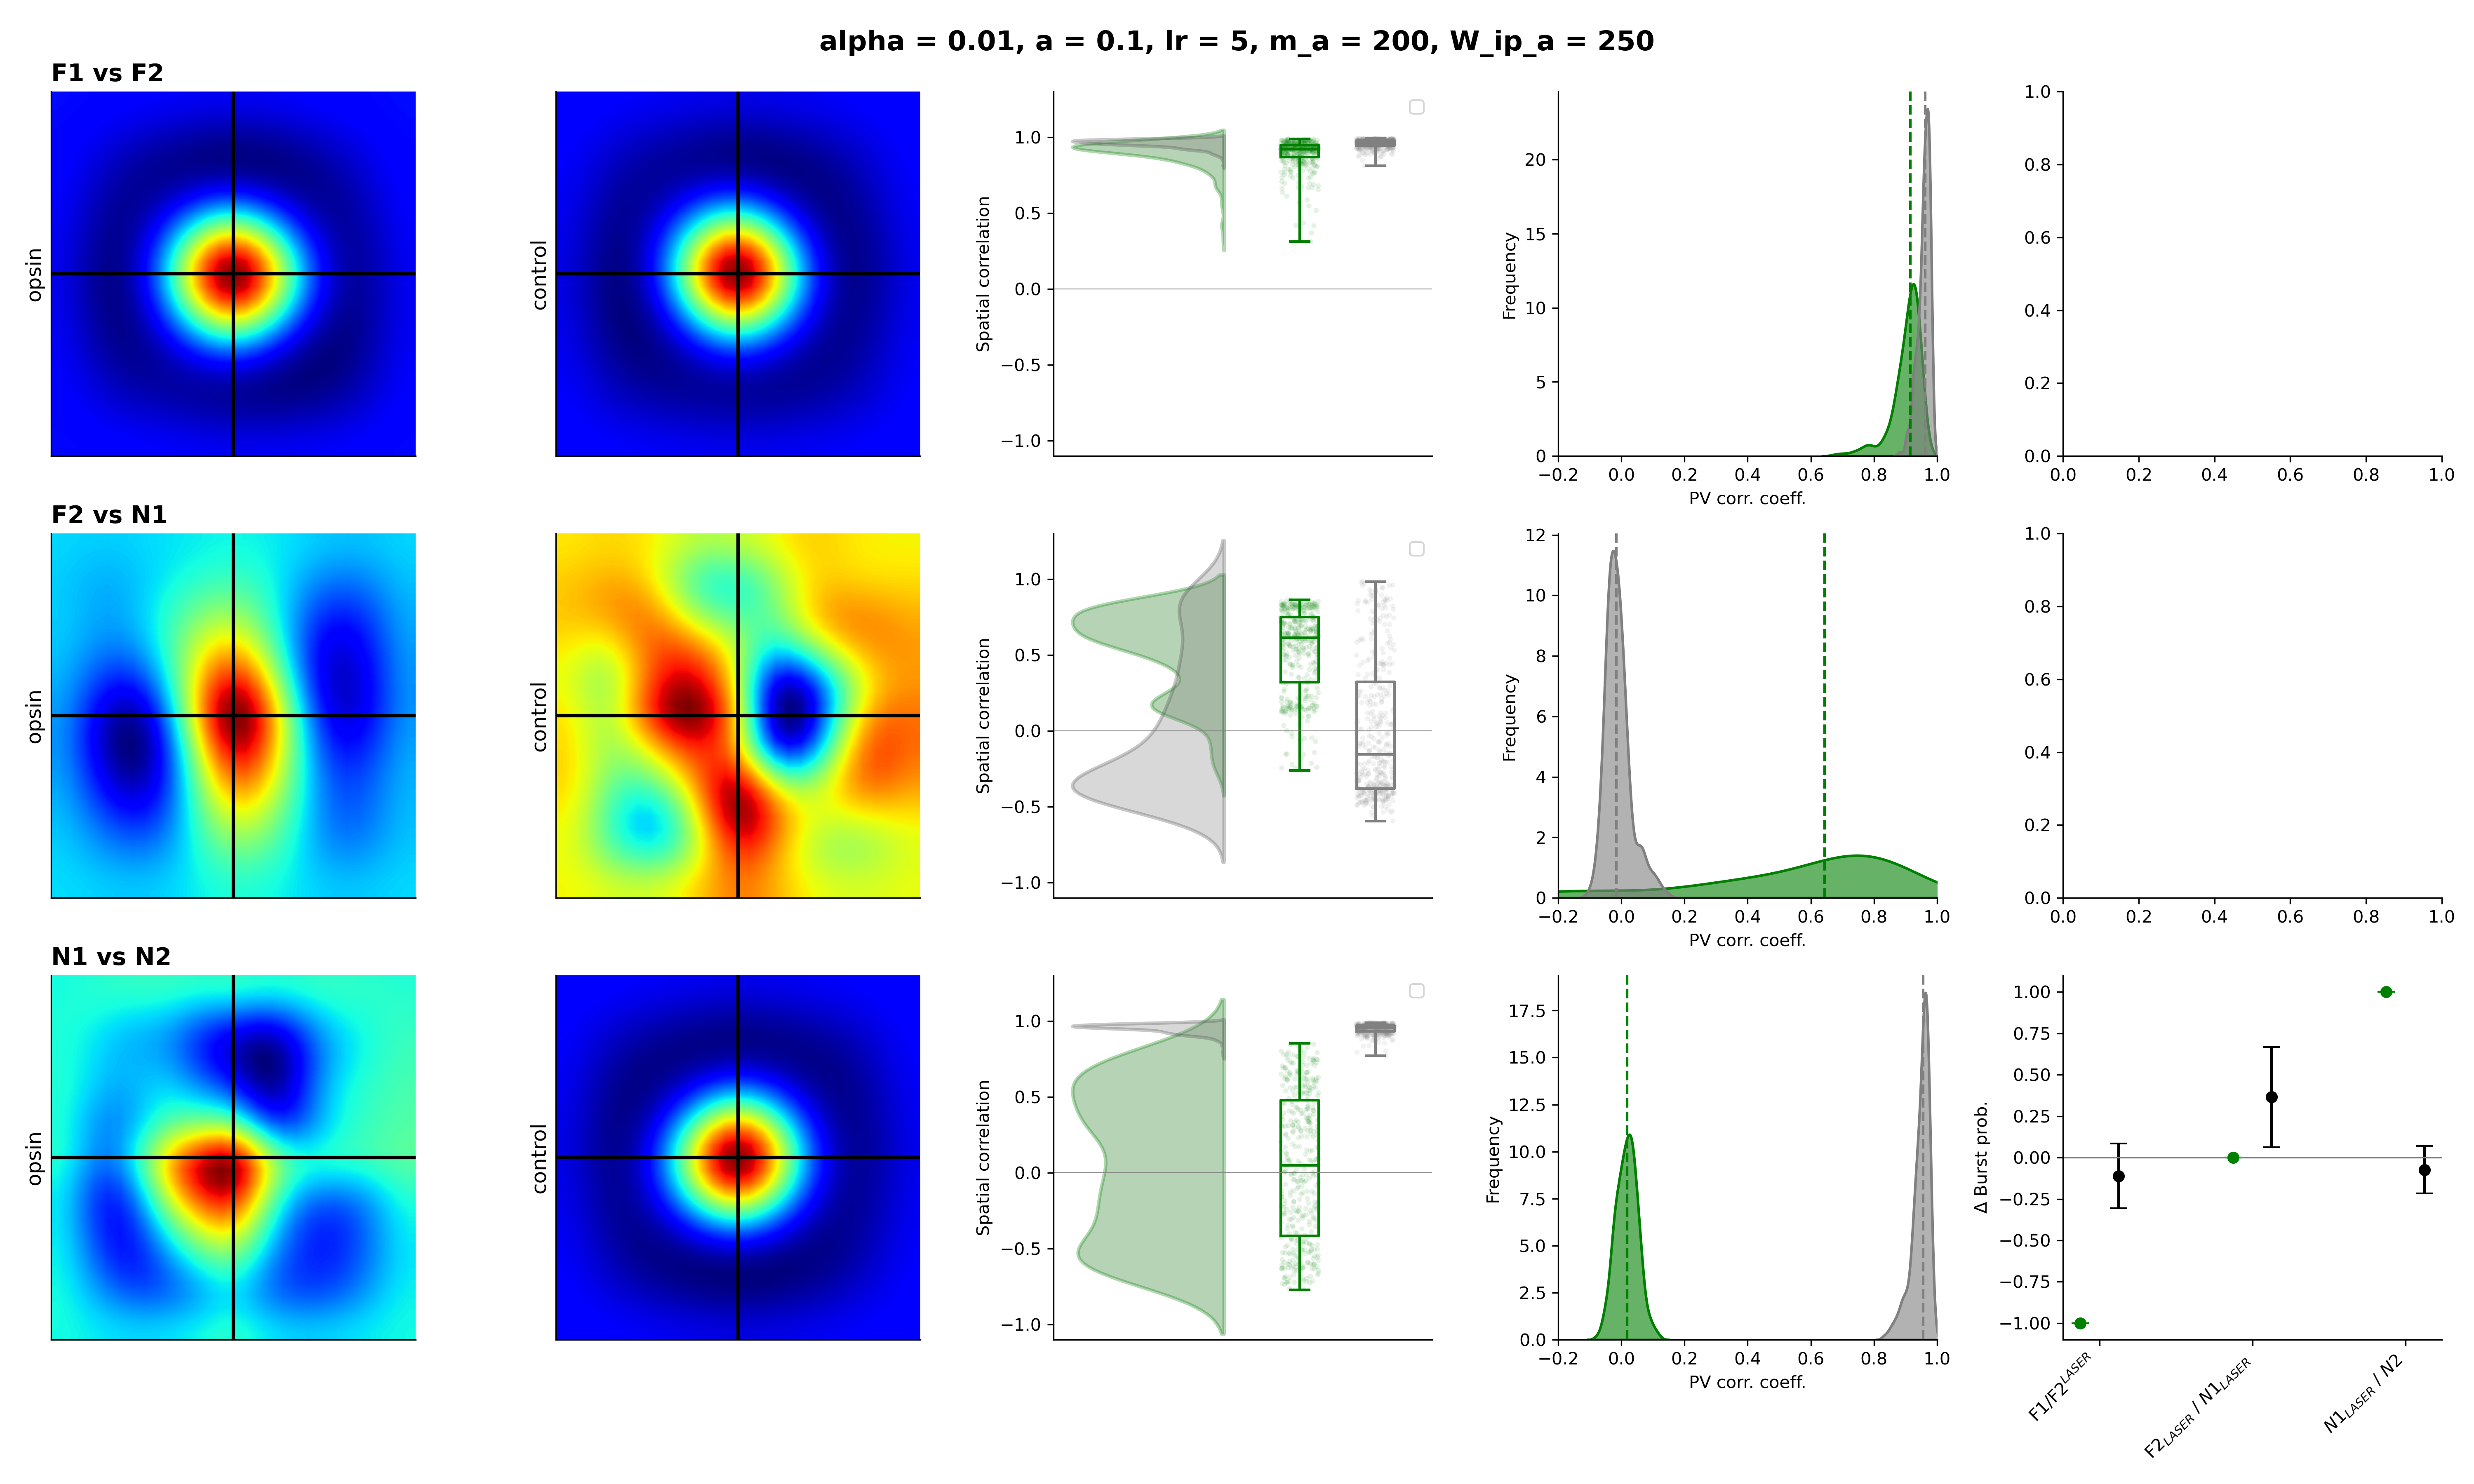 alpha = 0.01, a = 0.1, lr = 5, m_a = 200, W_ip_a = 250
F1 vs F2
opsin
control
Spatial correlation
1.0
0.5
0.0
−0.5
−1.0
Frequency
20
15
10
5
0
−0.2 0.0 0.2 0.4 0.6 0.8 1.0
PV corr. coeff.
1.0
0.8
0.6
0.4
0.2
0.0
0.0 0.2 0.4 0.6 0.8 1.0
F2 vs N1
opsin
control
Spatial correlation
1.0
0.5
0.0
−0.5
−1.0
Frequency
12
10
8
6
4
2
0
−0.2 0.0 0.2 0.4 0.6 0.8 1.0
PV corr. coeff.
1.0
0.8
0.6
0.4
0.2
0.0
0.0 0.2 0.4 0.6 0.8 1.0
N1 vs N2
opsin
control
Spatial correlation
1.0
0.5
0.0
−0.5
−1.0
Frequency
17.5
15.0
12.5
10.0
7.5
5.0
2.5
0.0
−0.2 0.0 0.2 0.4 0.6 0.8 1.0
PV corr. coeff.
Δ Burst prob.
1.00
0.75
0.50
0.25
0.00
−0.25
−0.50
−0.75
−1.00
F1/F2^LASER
F2_LASER / N1_LASER
N1_LASER / N2